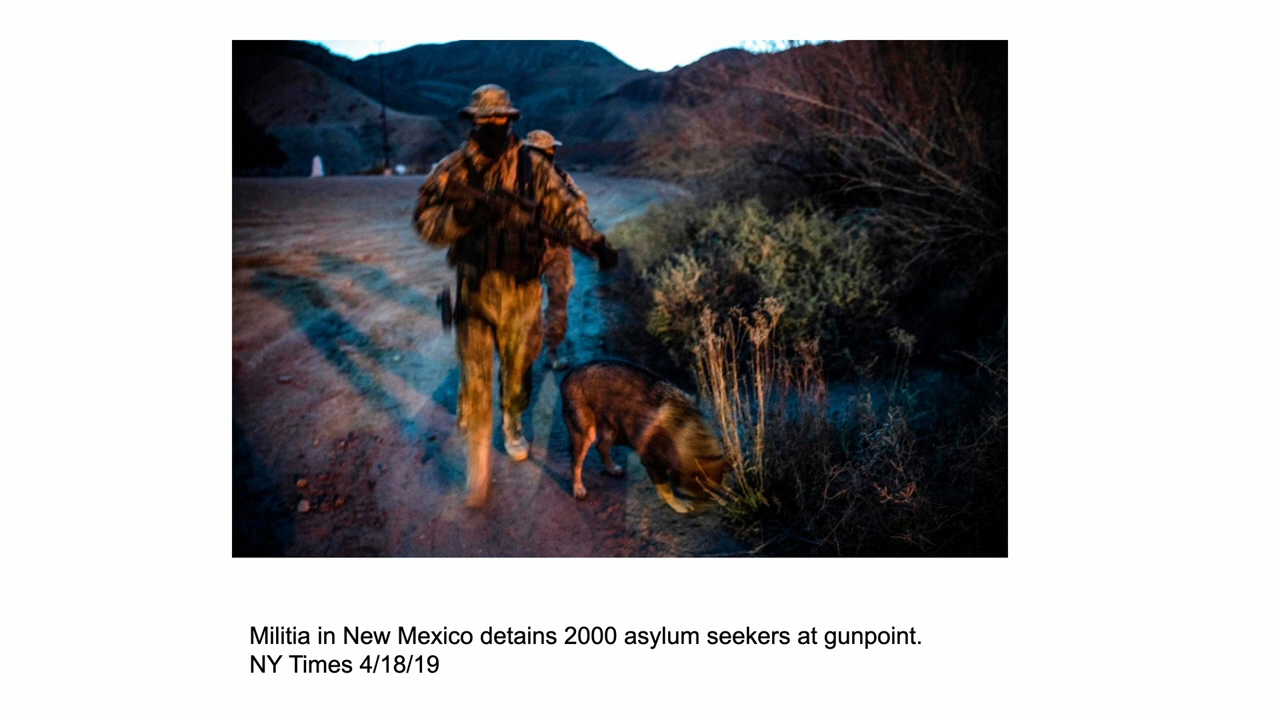 Militia in New Mexico detains 2000 asylum seekers at gunpoint.
NY Times 4/18/19